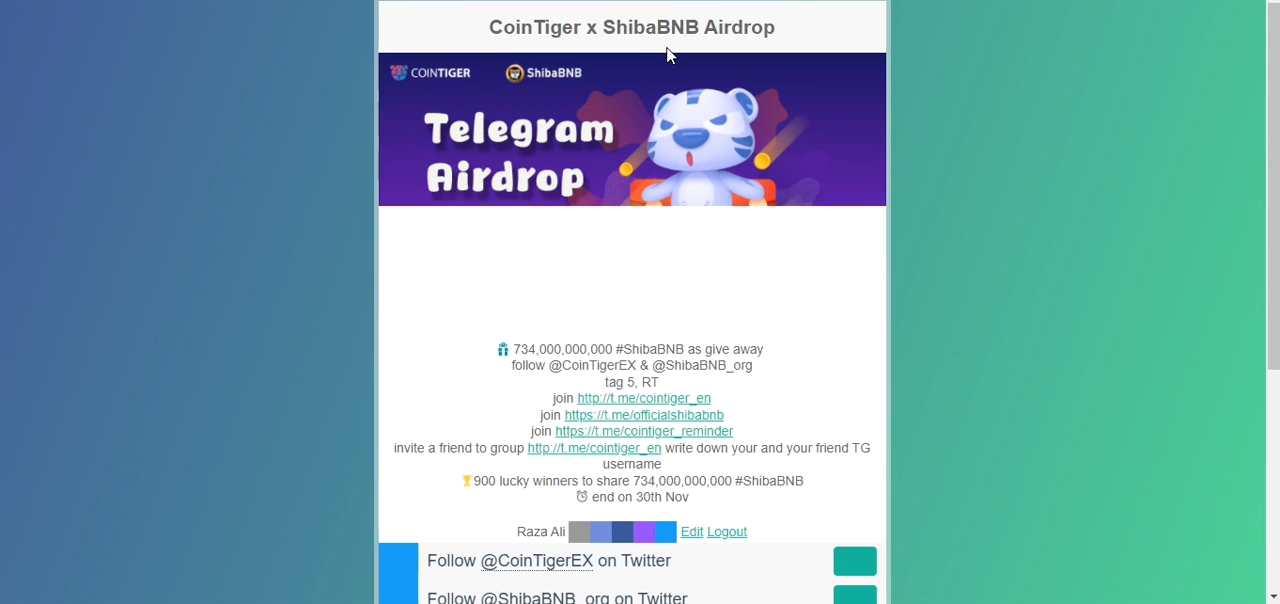 CoinTiger x ShibaBNB Airdrop
COINTIGER ShibaBNB
Telegram
Airdrop
734,000,000,000 #ShibaBNB as give away
follow @CoinTigerEX & @ShibaBNB_org
tag 5, RT
join http://t.me/cointiger_en
join https://t.me/officialshibabnb
join https://t.me/cointiger_reminder
invite a friend to group http://t.me/cointiger_en write down your and your friend TG
username
900 lucky winners to share 734,000,000,000 #ShibaBNB
end on 30th Nov
Raza Ali Edit Logout
Follow @CoinTigerEX on Twitter
Follow @ShibaBNB_org on Twitter